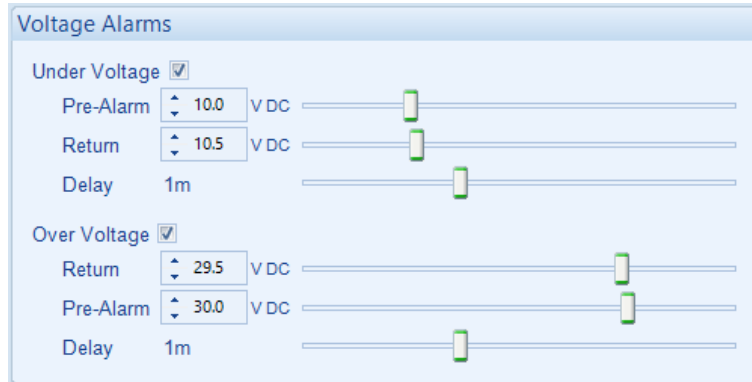 Voltage Alarms
Under Voltage
Pre-Alarm 10.0 V DC
Return 10.5 V DC
Delay 1m
Over Voltage
Return 29.5 V DC
Pre-Alarm 30.0 V DC
Delay 1m